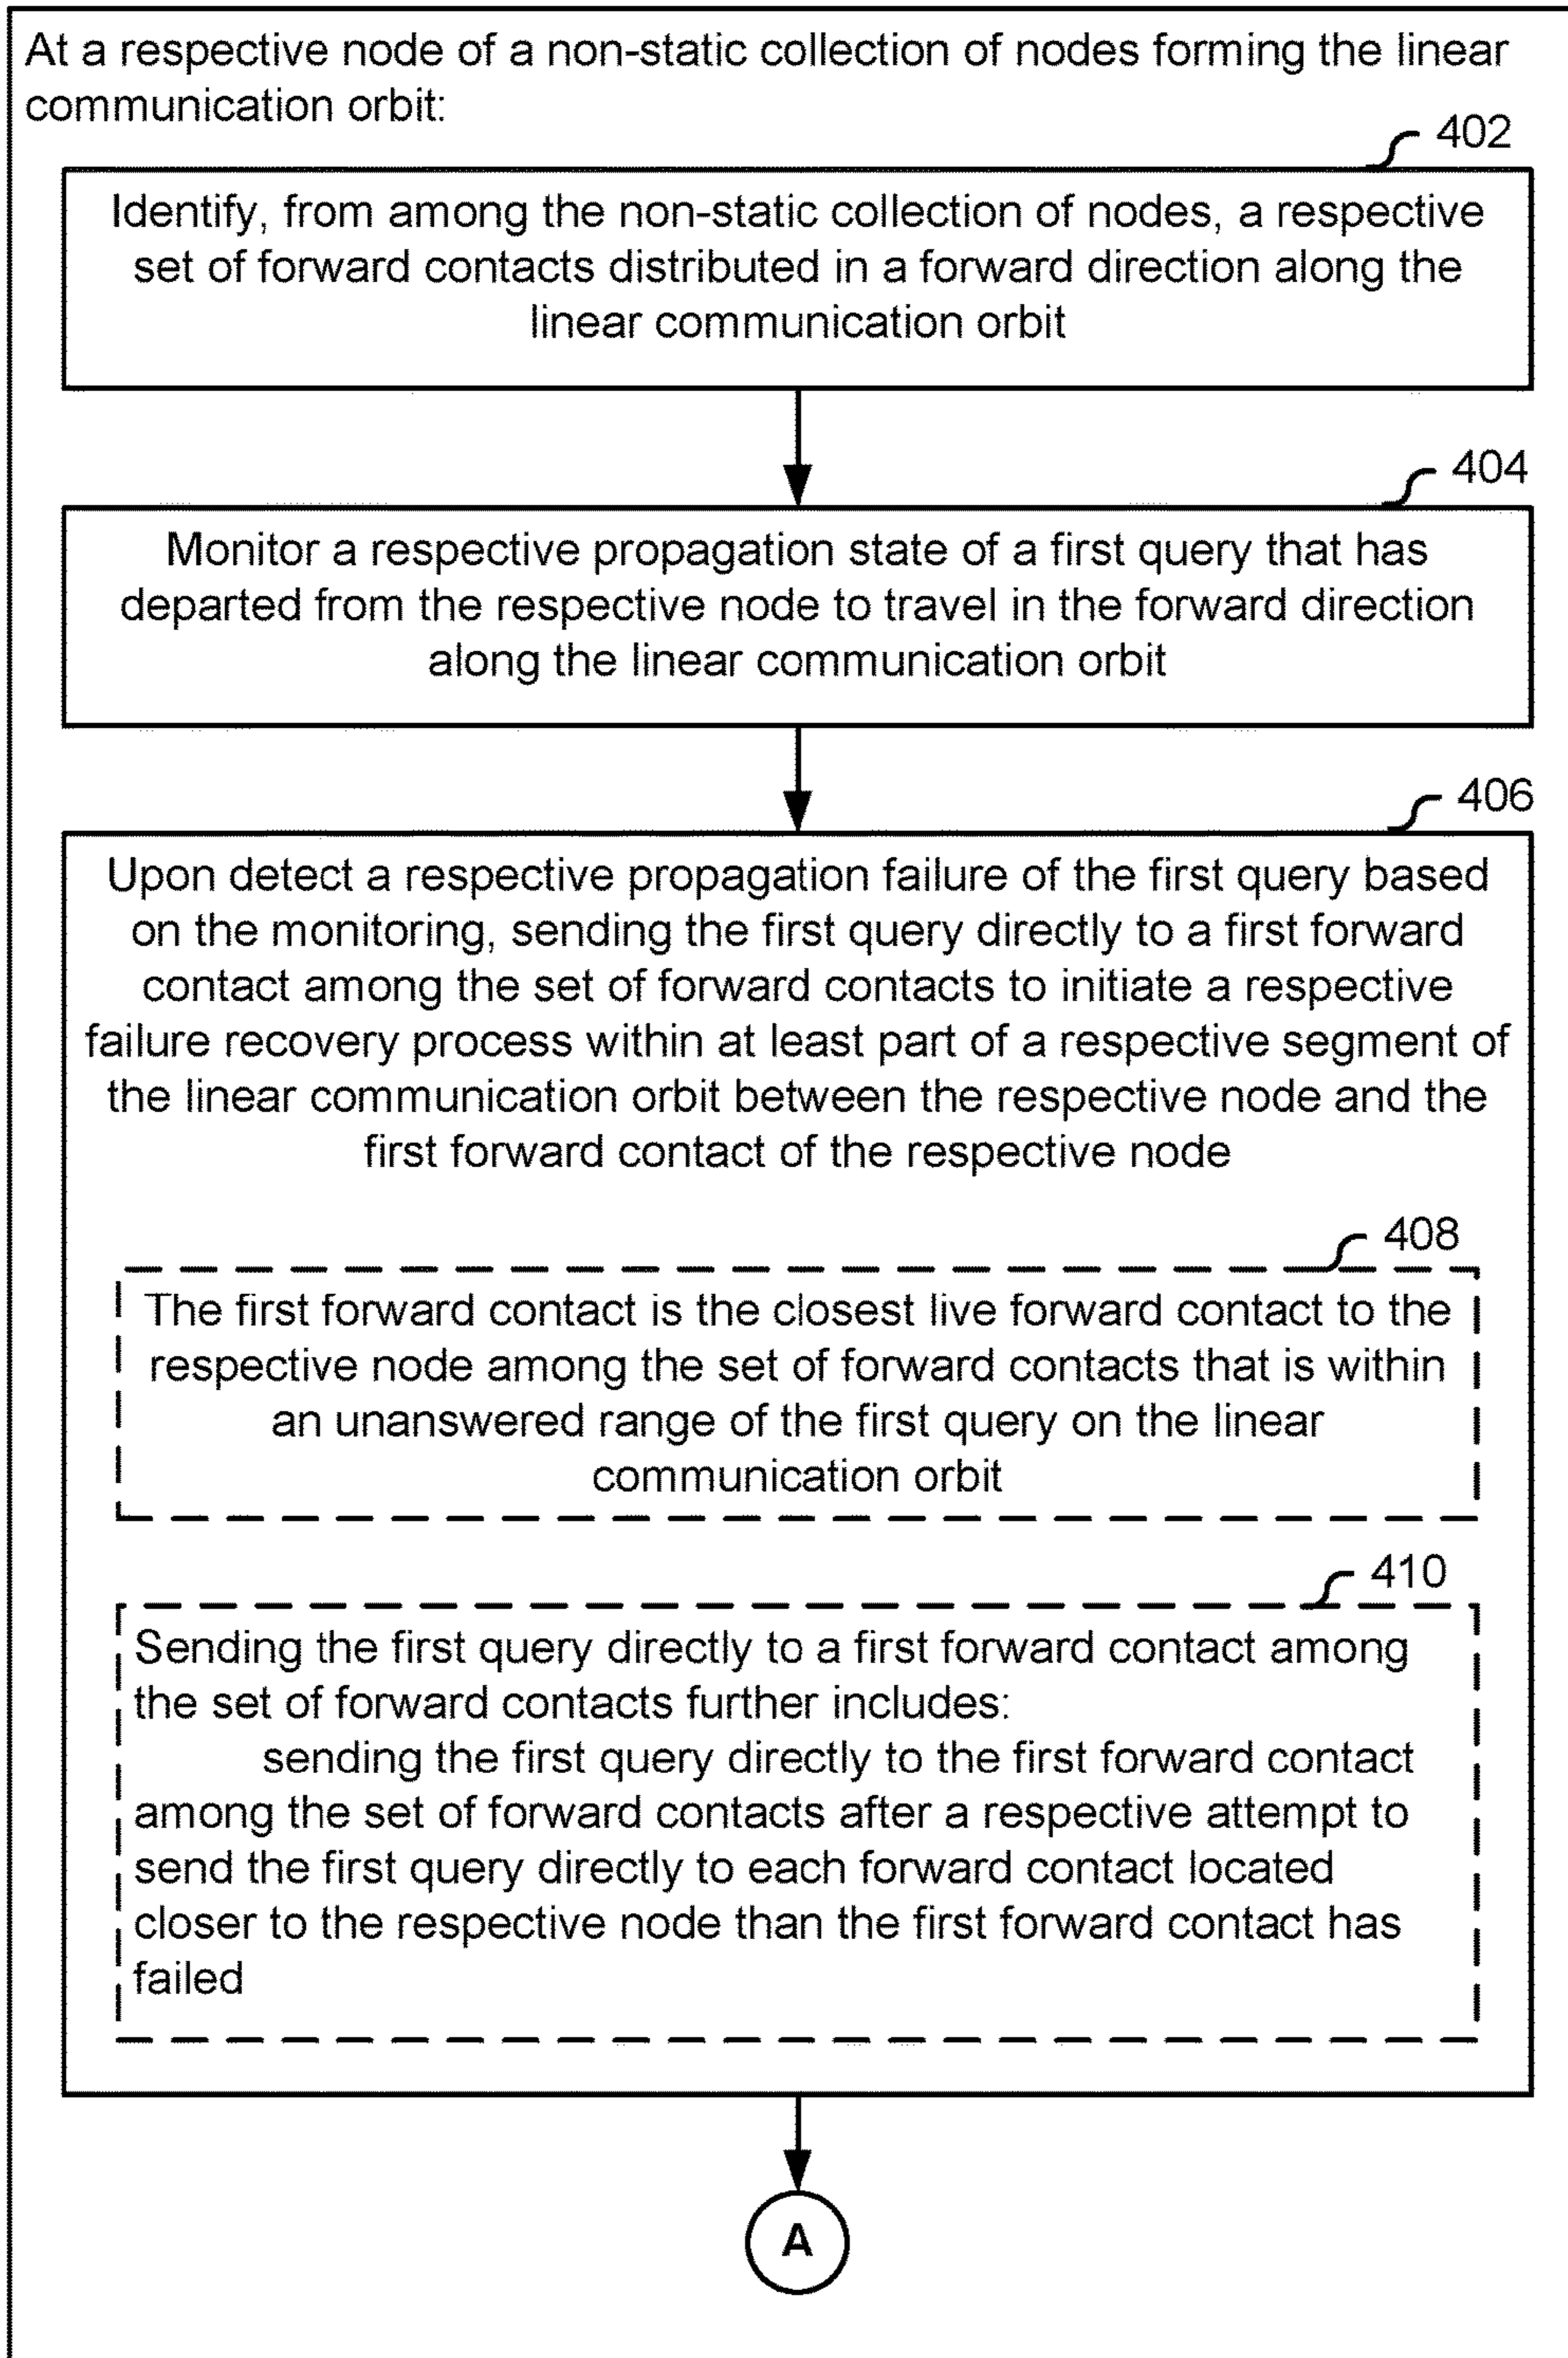 At a respective node of a non-static collection of nodes forming the linear
communication orbit:
402
Identify, from among the non-static collection of nodes, a respective
set of forward contacts distributed in a forward direction along the
linear communication orbit
404
Monitor a respective propagation state of a first query that has
departed from the respective node to travel in the forward direction
along the linear communication orbit
406
Upon detect a respective propagation failure of the first query based
on the monitoring, sending the first query directly to a first forward
contact among the set of forward contacts to initiate a respective
failure recovery process within at least part of a respective segment of
the linear communication orbit between the respective node and the
first forward contact of the respective node
408
The first forward contact is the closest live forward contact to the
respective node among the set of forward contacts that is within
an unanswered range of the first query on the linear
communication orbit
410
Sending the first query directly to a first forward contact among
the set of forward contacts further includes:
sending the first query directly to the first forward contact
among the set of forward contacts after a respective attempt to
send the first query directly to each forward contact located
closer to the respective node than the first forward contact has
failed
A